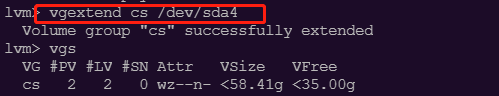 lvm> vgextend cs /dev/sda4
  Volume group "cs" successfully extended
lvm> vgs
  VG #PV #LV #SN Attr   VSize   VFree
  cs   2   2   0 wz--n- <58.41g <35.00g